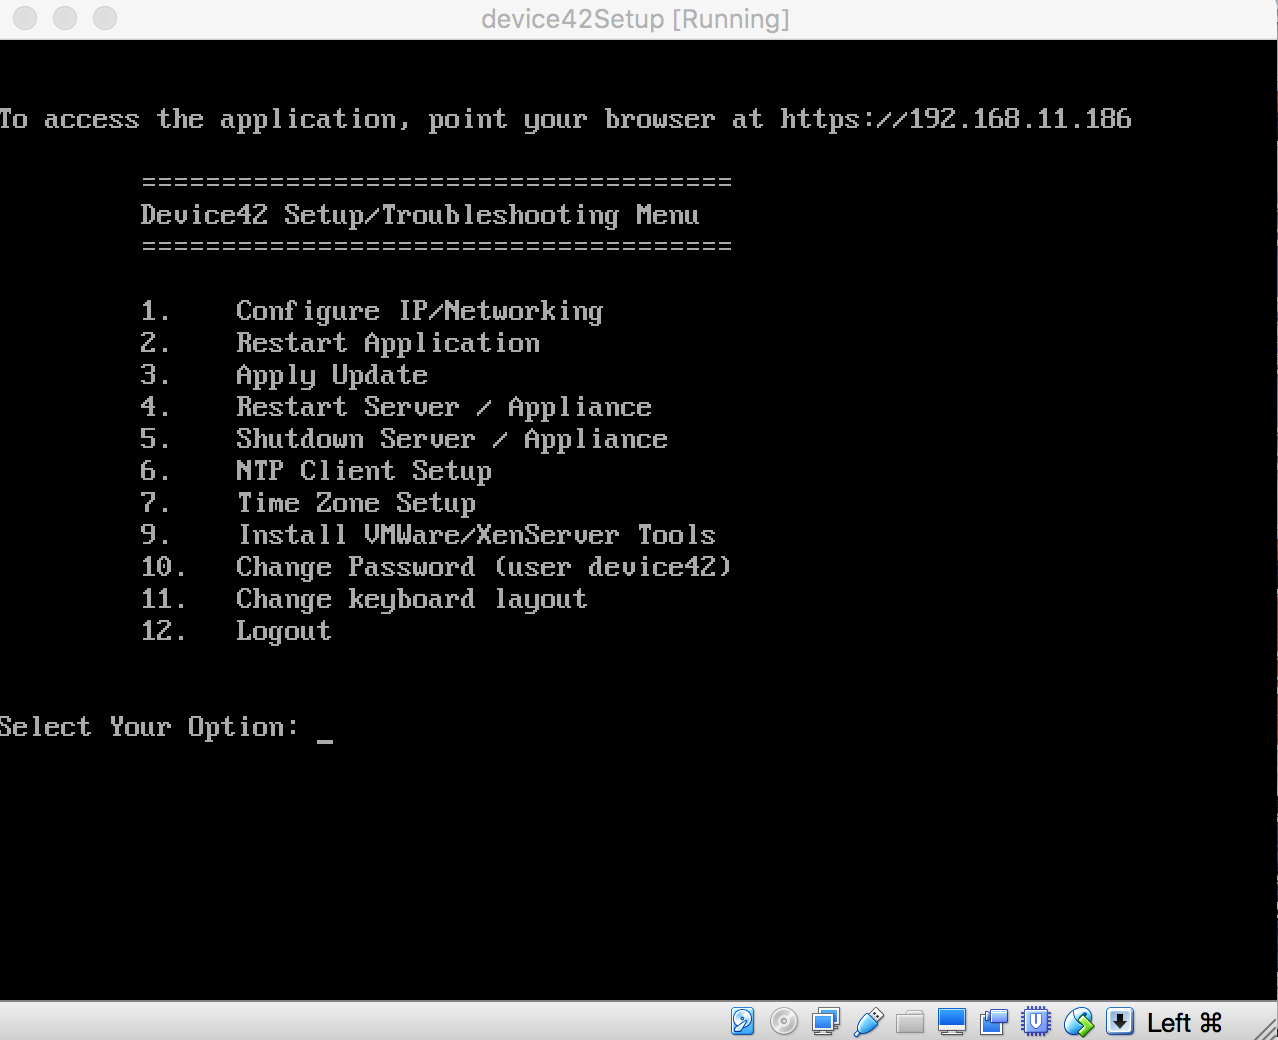 device42Setup [Running]
To access the application, point your browser at https://192.168.11.186
=====================================
Device42 Setup/Troubleshooting Menu
=====================================
1. Configure IP/Networking
2. Restart Application
3. Apply Update
4. Restart Server / Appliance
5. Shutdown Server / Appliance
6. NTP Client Setup
7. Time Zone Setup
9. Install VMWare/XenServer Tools
10. Change Password (user device42)
11. Change keyboard layout
12. Logout
Select Your Option: _
Left ⌘